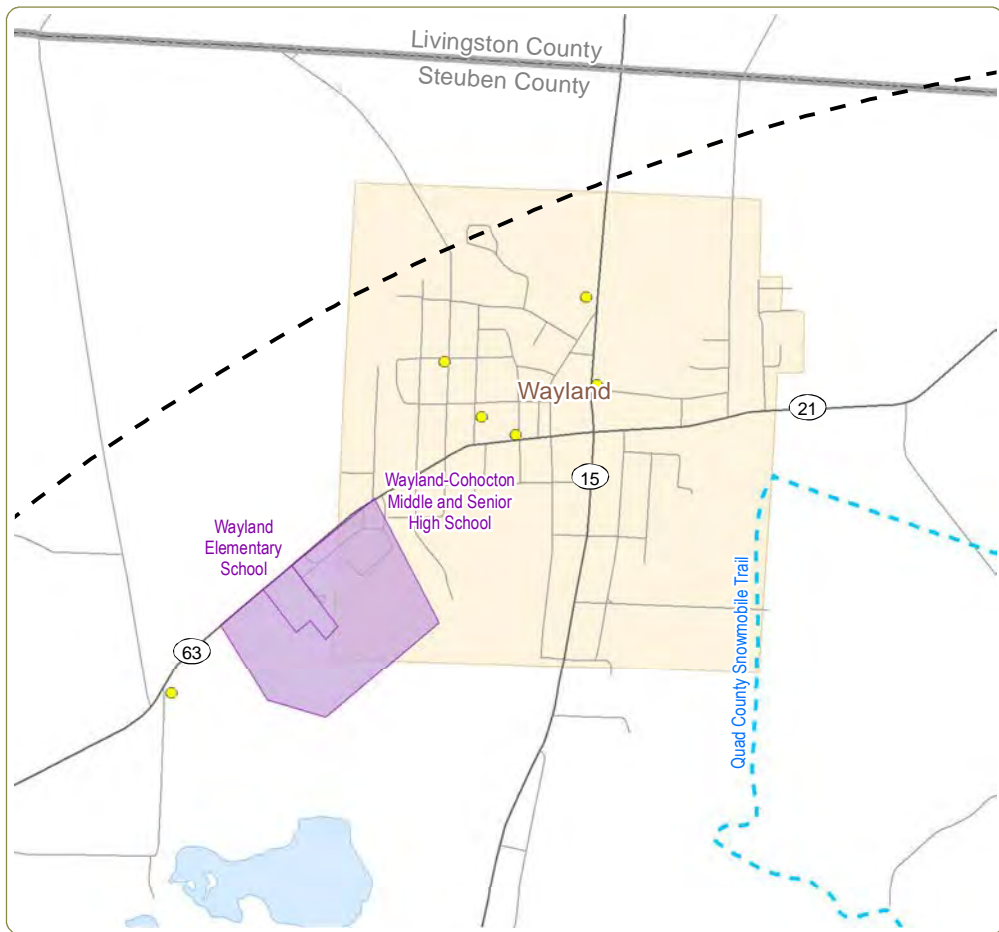 Livingston County
Steuben County
Wayland
21
15
Wayland-Cohocton
Middle and Senior
High School
Wayland
Elementary
School
63
Quad County Snowmobile Trail